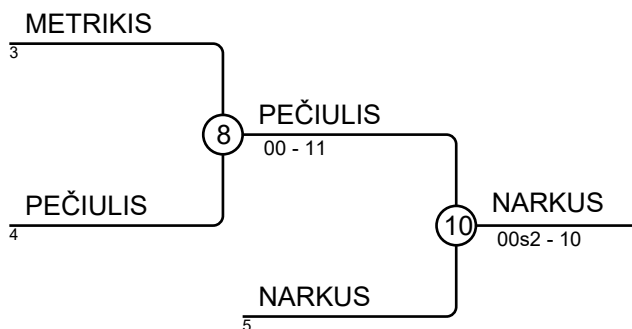 METRIKIS
3
8
PEČIULIS
00 - 11
PEČIULIS
4
10
NARKUS
00s2 - 10
NARKUS
5